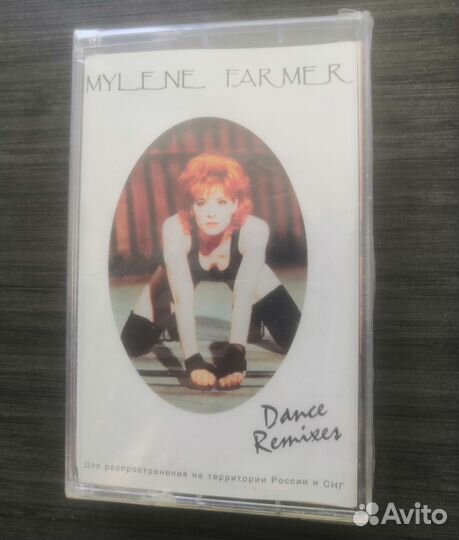 MYLENE FARMER
Dance
Remixes
Для распространения на территории России и СНГ
Avito